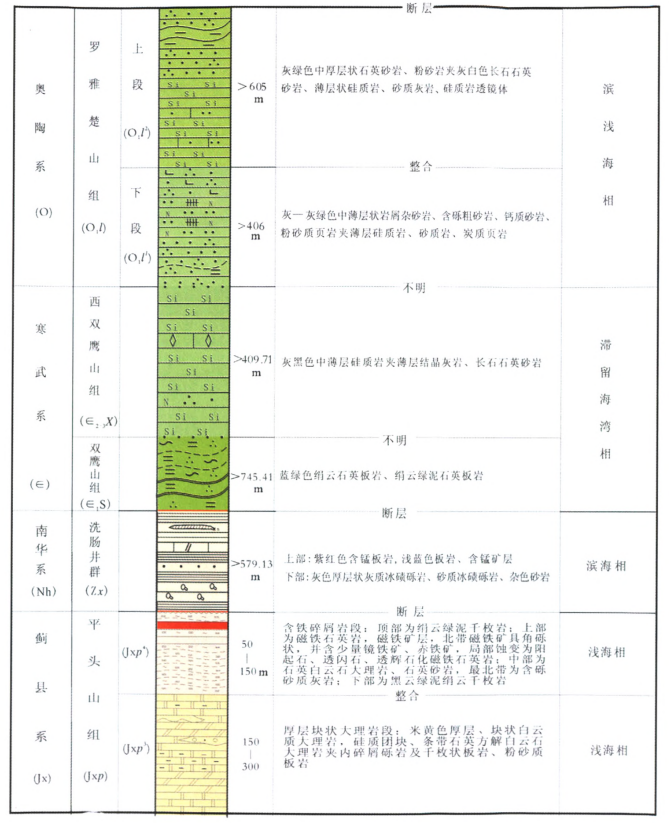 断层
奥陶系
(O)
罗雅楚山组
(O₁l)
上段
(O₁l²)
>605
m
灰绿色中厚层状石英砂岩、粉砂岩夹灰白色长石石英
砂岩、薄层状硅质岩、砂质灰岩、硅质岩透镜体
滨浅海相
整合
下段
(O₁l¹)
>406
m
灰—灰绿色中薄层状岩屑杂砂岩、含砾粗砂岩、钙质砂岩、
粉砂质页岩夹薄层硅质岩、砂质岩、炭质页岩
不明
寒武系
(∈)
西双鹰山组
(∈₂₋₃X)
>409.71
m
灰黑色中薄层硅质岩夹薄层结晶灰岩、长石石英砂岩
滞留海湾相
不明
双鹰山组
(∈₁S)
>745.41
m
蓝绿色绢云石英板岩、绢云绿泥石英板岩
断层
南华系
(Nh)
洗肠井群
(Zx)
>579.13
m
上部: 紫红色含锰板岩, 浅蓝色板岩、含锰矿层
下部: 灰色厚层状灰质冰碛砾岩、砂质冰碛砾岩、杂色砂岩
滨海相
断层
蓟县系
(Jx)
平头山组
(Jxp)
50
|
150 m
含铁碎屑岩段；顶部为绢云绿泥千枚岩；上部
为磁铁石英岩，磁铁矿层，北带磁铁矿具角砾
状，并含少量镜铁矿、赤铁矿，局部蚀变为阳
起石、透闪石、透辉石化磁铁石英岩；中部为
石英白云石大理岩、石英砂岩，最北带为含砾
砂质灰岩；下部为黑云绿泥绢云千枚岩
浅海相
整合
150
|
300
厚层块状大理岩段；米黄色厚层、块状白云
质大理岩，硅质团块、条带石英方解白云石
大理岩夹内碎屑砾岩及千枚状板岩、粉砂质
板岩
浅海相